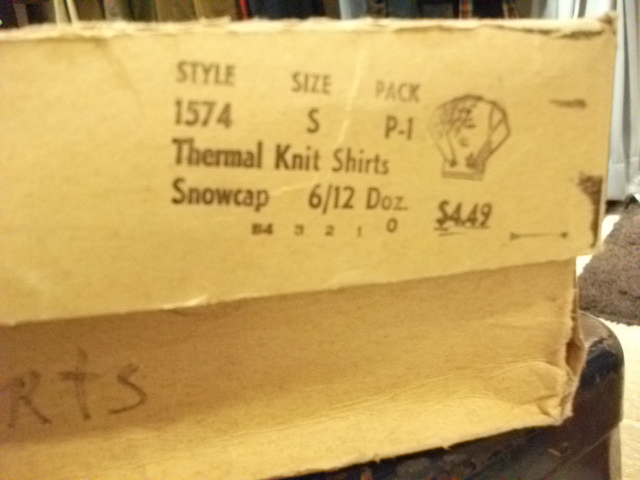 STYLE SIZE PACK
1574 S P-1
Thermal Knit Shirts
Snowcap 6/12 Doz. $4.49
B4 3 2 1 0
rts